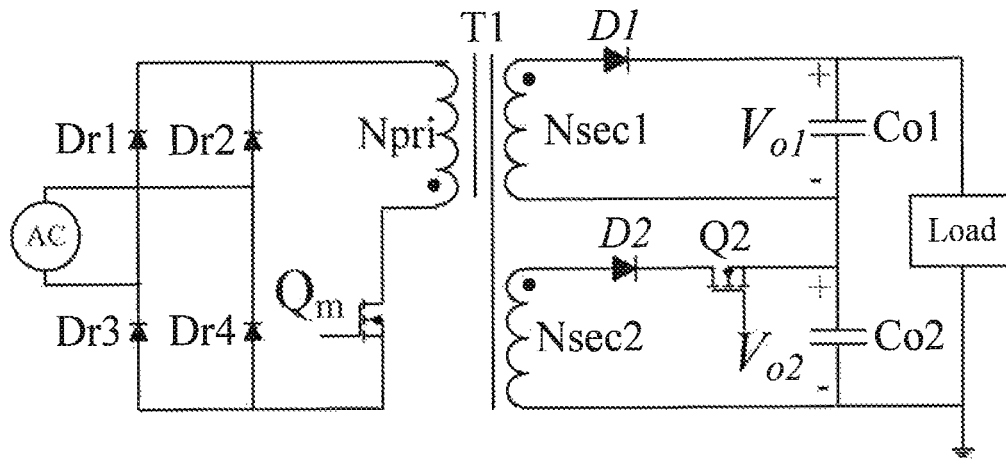 T1
D1
Dr1
Dr2
Npri
Nsec1
+
Vo1
-
Co1
AC
Load
D2
Q2
Qm
Dr3
Dr4
Nsec2
+
Vo2
-
Co2